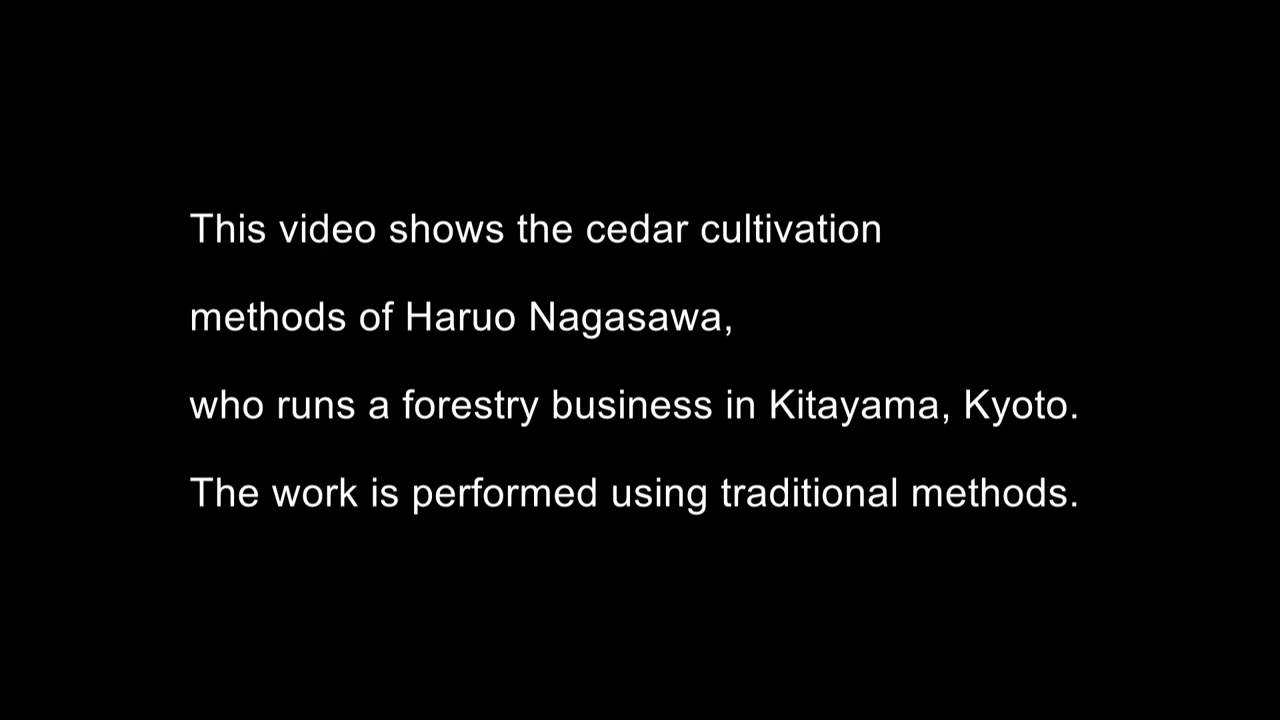 This video shows the cedar cultivation
methods of Haruo Nagasawa,
who runs a forestry business in Kitayama, Kyoto.
The work is performed using traditional methods.